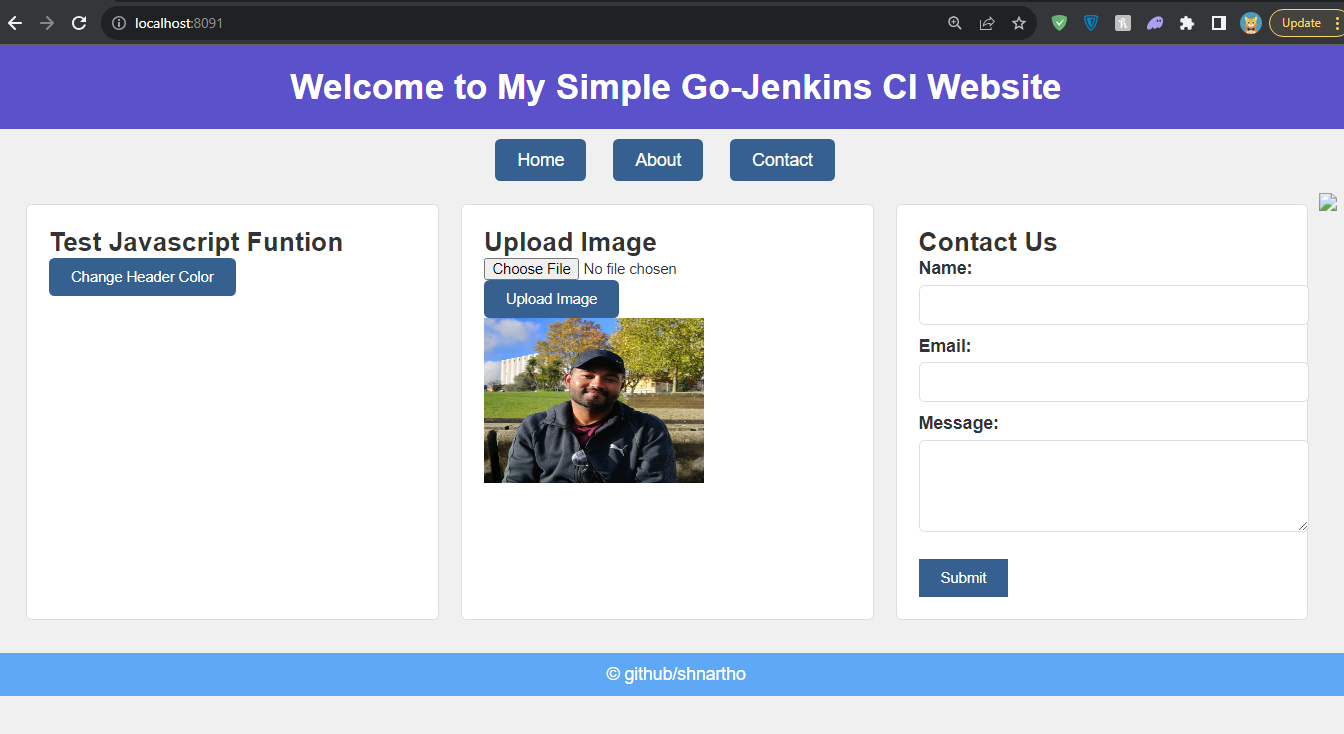 localhost:8091
Update
Welcome to My Simple Go-Jenkins CI Website
Home About Contact
Test Javascript Funtion
Change Header Color
Upload Image
Choose File No file chosen
Upload Image
Contact Us
Name:
Email:
Message:
Submit
© github/shnartho